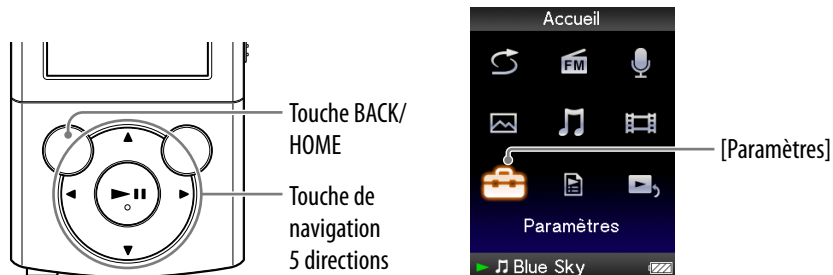 Touche BACK/
HOME
Touche de
navigation
5 directions
Accueil
FM
Paramètres
Blue Sky
[Paramètres]